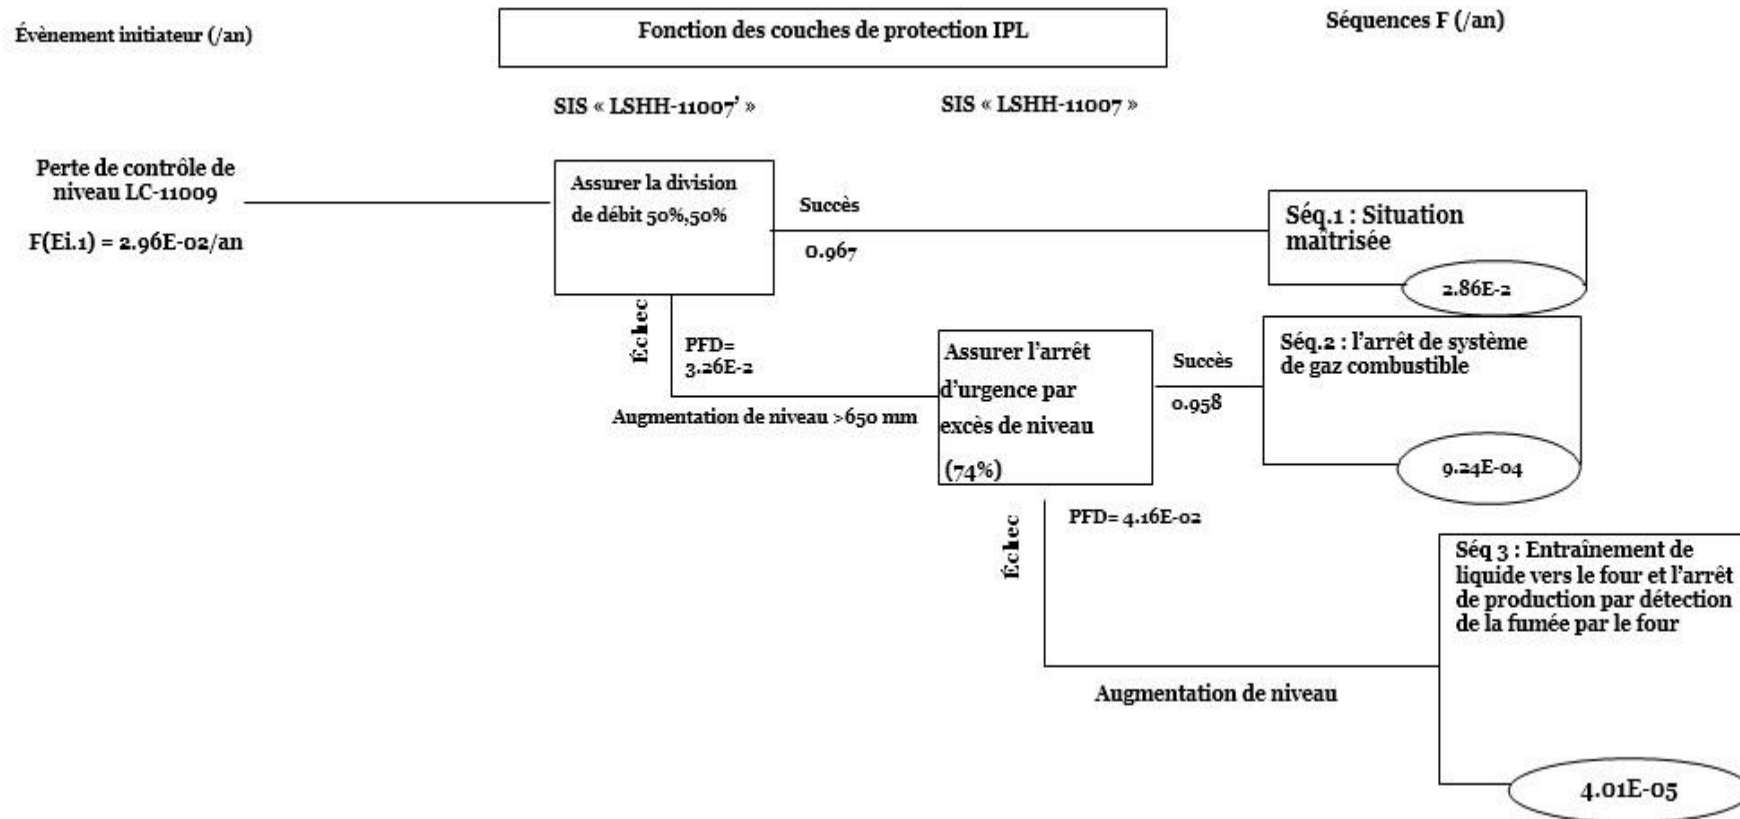 Évènement initiateur (/an)
Fonction des couches de protection IPL
Séquences F (/an)
SIS « LSHH-11007’ »
SIS « LSHH-11007 »
Perte de contrôle de
niveau LC-11009
F(Ei.1) = 2.96E-02/an
Assurer la division
de débit 50%,50%
Succès
0.967
Séq.1 : Situation
maîtrisée
2.86E-2
Échec
PFD=
3.26E-2
Augmentation de niveau >650 mm
Assurer l’arrêt
d’urgence par
excès de niveau
(74%)
Succès
0.958
Séq.2 : l’arrêt de système
de gaz combustible
9.24E-04
Échec
PFD= 4.16E-02
Augmentation de niveau
Séq 3 : Entraînement de
liquide vers le four et l’arrêt
de production par détection
de la fumée par le four
4.01E-05